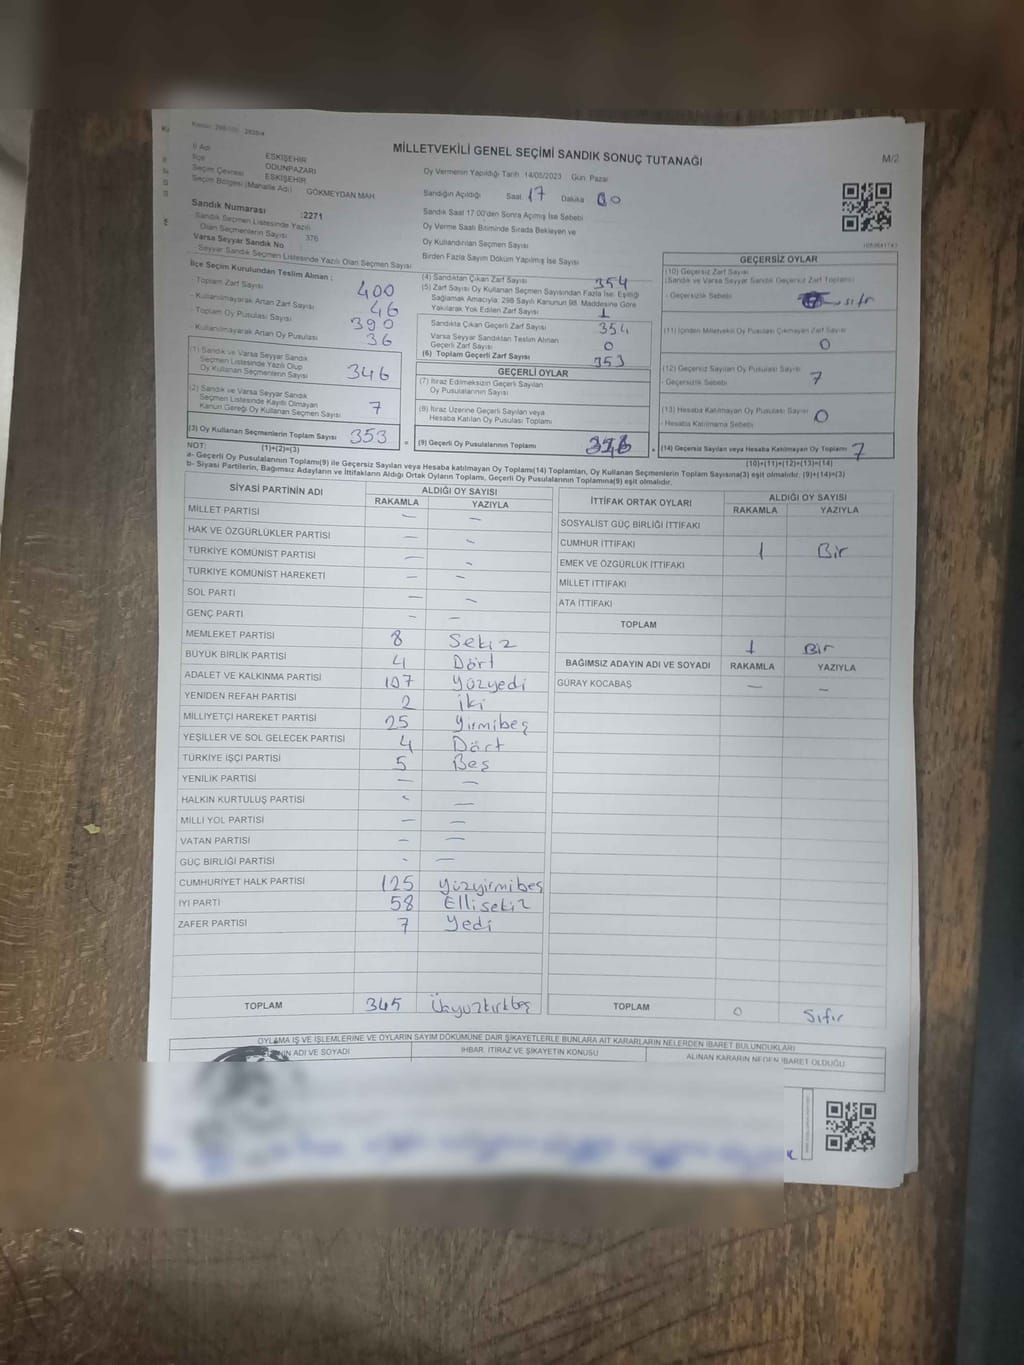 MİLLETVEKİLİ GENEL SEÇİMİ SANDIK SONUÇ TUTANAĞI
M/2
İl Adı ESKİŞEHİR
İlçe ODUNPAZARI
Seçim Çevresi ESKİŞEHİR
Seçim Bölgesi (Mahalle Adı) GÖKMEYDAN MAH
Sandık Numarası :2271
Sandık Seçmen Listesinde Yazılı
Olan Seçmenlerin Sayısı 376
Varsa Seyyar Sandık No
Seyyar Sandık Seçmen Listesinde Yazılı Olan Seçmen Sayısı
Oy Vermenin Yapıldığı Tarih 14/05/2023 Gün Pazar
Sandığın Açıldığı Saat 17 Dakika 00
Sandık Saat 17:00'den Sonra Açılmış İse Sebebi
Oy Verme Saati Bitiminde Sırada Bekleyen ve
Oy Kullandırılan Seçmen Sayısı
Birden Fazla Sayım Döküm Yapılmış İse Sayısı
İlçe Seçim Kurulundan Teslim Alınan :
Toplam Zarf Sayısı 400
- Kullanılmayarak Artan Zarf Sayısı 46
Toplam Oy Pusulası Sayısı 390
- Kullanılmayarak Artan Oy Pusulası 36
(1) Sandık ve Varsa Seyyar Sandık
Seçmen Listesinde Yazılı Olup
Oy Kullanan Seçmenlerin Sayısı 346
(2) Sandık ve Varsa Seyyar Sandık
Seçmen Listesinde Kaydı Olmayan
Kanun Gereği Oy Kullanan Seçmen Sayısı 7
(3) Oy Kullanan Seçmenlerin Toplam Sayısı 353
(4) Sandıktan Çıkan Zarf Sayısı 354
(5) Zarf Sayısı Oy Kullanan Seçmen Sayısından Fazla İse; Eşitliği
Sağlamak Amacıyla; 298 Sayılı Kanunun 98. Maddesine Göre
Yakılarak Yok Edilen Zarf Sayısı 1
Sandıkta Çıkan Geçerli Zarf Sayısı 354
Varsa Seyyar Sandıktan Teslim Alınan
Geçerli Zarf Sayısı 0
(6) Toplam Geçerli Zarf Sayısı 353
GEÇERLİ OYLAR
(7) İtiraz Edilmeksizin Geçerli Sayılan
Oy Pusulalarının Sayısı
(8) İtiraz Üzerine Geçerli Sayılan veya
Hesaba Katılan Oy Pusulası Toplamı
= (9) Geçerli Oy Pusulalarının Toplamı
GEÇERSİZ OYLAR
(10) Geçersiz Zarf Sayısı
(Sandık ve Varsa Seyyar Sandık Geçersiz Zarf Toplamı)
- Geçersizlik Sebebi sıfır
(11) İçinden Milletvekili Oy Pusulası Çıkmayan Zarf Sayısı
0
(12) Geçersiz Sayılan Oy Pusulası Sayısı
- Geçersizlik Sebebi 7
(13) Hesaba Katılmayan Oy Pusulası Sayısı 0
- Hesaba Katılmama Sebebi
(14) Geçersiz Sayılan veya Hesaba Katılmayan Oy Toplamı 7
NOT: (1)+(2)=(3) (10)+(11)+(12)+(13)=(14)
a- Geçerli Oy Pusulalarının Toplamı(9) ile Geçersiz Sayılan veya Hesaba katılmayan Oy Toplamı(14) Toplamları, Oy Kullanan Seçmenlerin Toplam Sayısına(3) eşit olmalıdır. (9)+(14)=(3)
b- Siyasi Partilerin, Bağımsız Adayların ve İttifakların Aldığı Ortak Oyların Toplamı, Geçerli Oy Pusulalarının Toplamına(9) eşit olmalıdır.
SİYASİ PARTİNİN ADI ALDIĞI OY SAYISI
RAKAMLA YAZIYLA
MİLLET PARTİSİ — —
HAK VE ÖZGÜRLÜKLER PARTİSİ — —
TÜRKİYE KOMÜNİST PARTİSİ — —
TÜRKİYE KOMÜNİST HAREKETİ — —
SOL PARTİ — —
GENÇ PARTİ - —
MEMLEKET PARTİSİ 8 Sekiz
BÜYÜK BİRLİK PARTİSİ 4 Dört
ADALET VE KALKINMA PARTİSİ 107 Yüzyedi
YENİDEN REFAH PARTİSİ 2 İki
MİLLİYETÇİ HAREKET PARTİSİ 25 Yirmibeş
YEŞİLLER VE SOL GELECEK PARTİSİ 4 Dört
TÜRKİYE İŞÇİ PARTİSİ 5 Beş
YENİLİK PARTİSİ — —
HALKIN KURTULUŞ PARTİSİ - —
MİLLİ YOL PARTİSİ — —
VATAN PARTİSİ — —
GÜÇ BİRLİĞİ PARTİSİ - —
CUMHURİYET HALK PARTİSİ 125 Yüzyirmibeş
İYİ PARTİ 58 Ellisekiz
ZAFER PARTİSİ 7 Yedi
TOPLAM 345 Üçyüzkırkbeş
İTTİFAK ORTAK OYLARI ALDIĞI OY SAYISI
RAKAMLA YAZIYLA
SOSYALİST GÜÇ BİRLİĞİ İTTİFAKI
CUMHUR İTTİFAKI 1 Bir
EMEK VE ÖZGÜRLÜK İTTİFAKI
MİLLET İTTİFAKI
ATA İTTİFAKI
TOPLAM 1 Bir
BAĞIMSIZ ADAYIN ADI VE SOYADI RAKAMLA YAZIYLA
GÜRAY KOCABAŞ — —
TOPLAM 0 Sıfır
OYLAMA İŞ VE İŞLEMLERİNE VE OYLARIN SAYIM DÖKÜMÜNE DAİR ŞİKAYETLERLE BUNLARA AİT KARARLARIN NELERDEN İBARET BULUNDUKLARI
ADI VE SOYADI İHBAR, İTİRAZ VE ŞİKAYETİN KONUSU ALINAN KARARIN NEDEN İBARET OLDUĞU